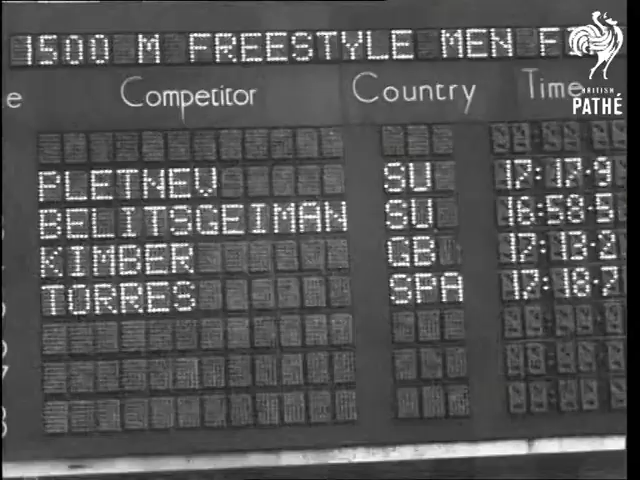 1500 M FREESTYLE MEN F
e Competitor Country Time
PLETNEV SU 17:17.9
BELITSGEIMAN SU 16:58.5
KIMBER GB 17:13.2
TORRES SPA 17:18.7
BRITISH
PATHÉ